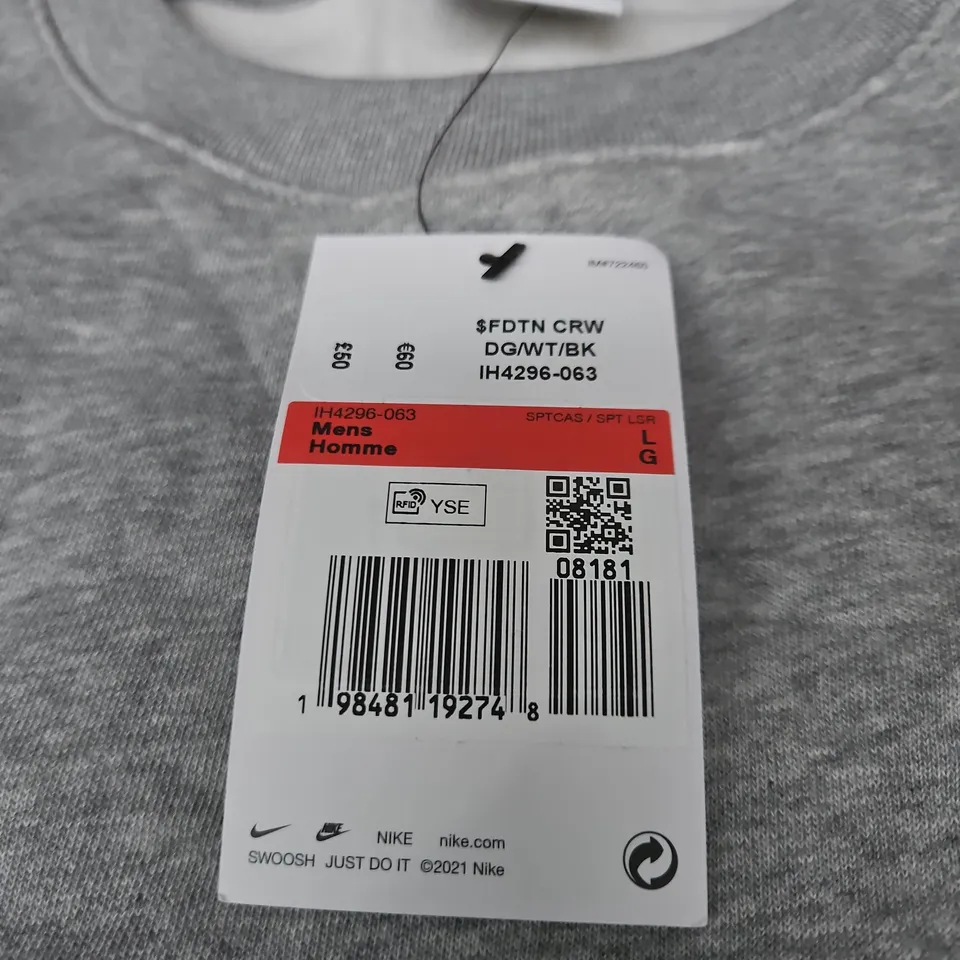 $FDTN CRW
DG/WT/BK
IH4296-063
£50
€60
IH4296-063
SPTCAS / SPT LSR
Mens
L
Homme
G
RFID YSE
08181
1 98481 19274 8
NIKE nike.com
SWOOSH JUST DO IT ©2021 Nike